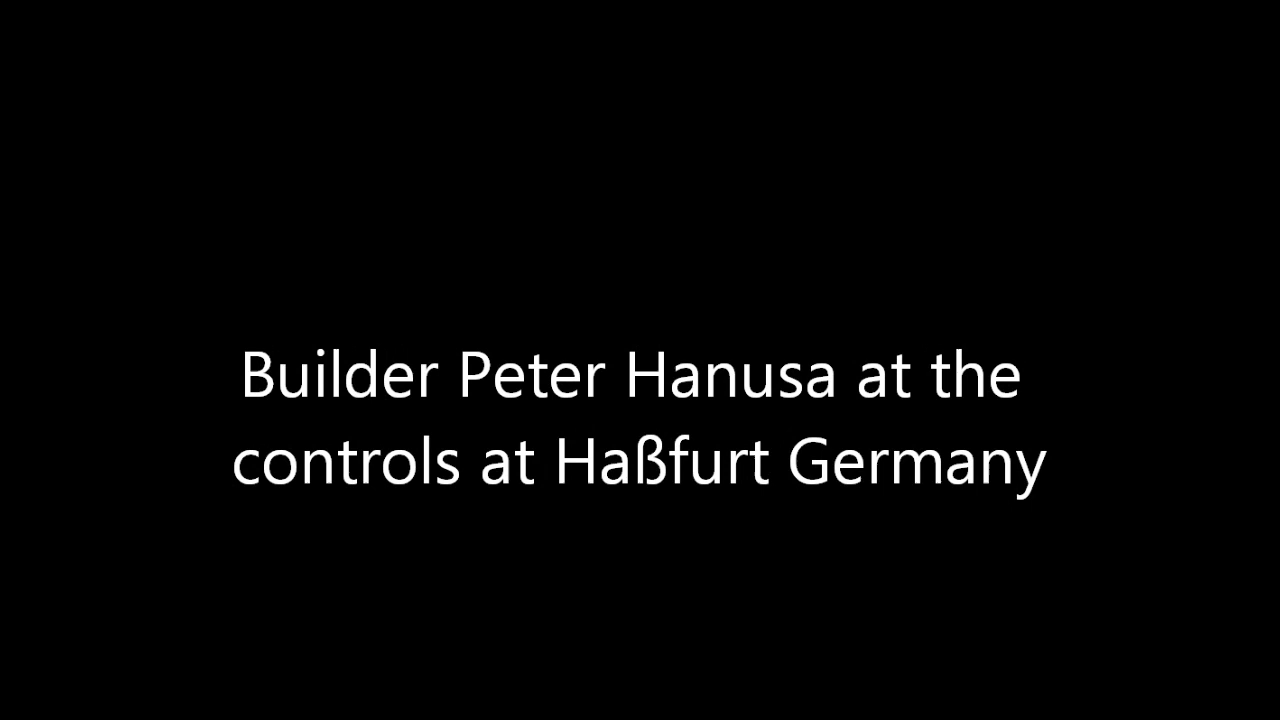 Builder Peter Hanusa at the
controls at Haßfurt Germany